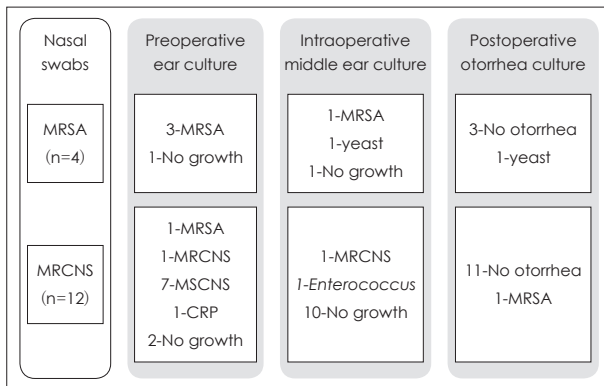 Nasal
swabs
Preoperative
ear culture
Intraoperative
middle ear culture
Postoperative
otorrhea culture
MRSA
(n=4)
3-MRSA
1-No growth
1-MRSA
1-yeast
1-No growth
3-No otorrhea
1-yeast
MRCNS
(n=12)
1-MRSA
1-MRCNS
7-MSCNS
1-CRP
2-No growth
1-MRCNS
1-Enterococcus
10-No growth
11-No otorrhea
1-MRSA